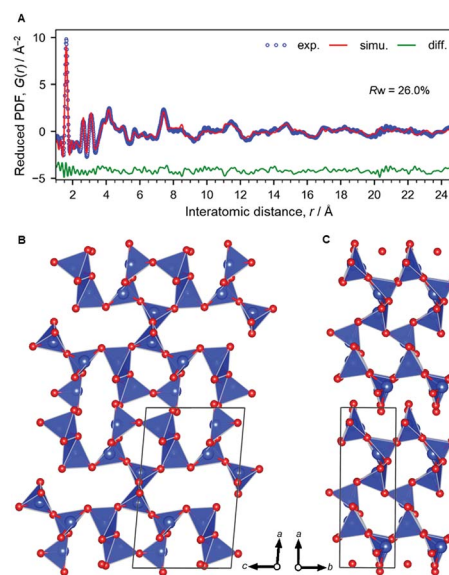 A
10
5
0
−5
Reduced PDF, G(r) / Å⁻²
exp. simu. diff.
Rw = 26.0%
2 4 6 8 10 12 14 16 18 20 22 24
Interatomic distance, r / Å
B
C
a a
c b